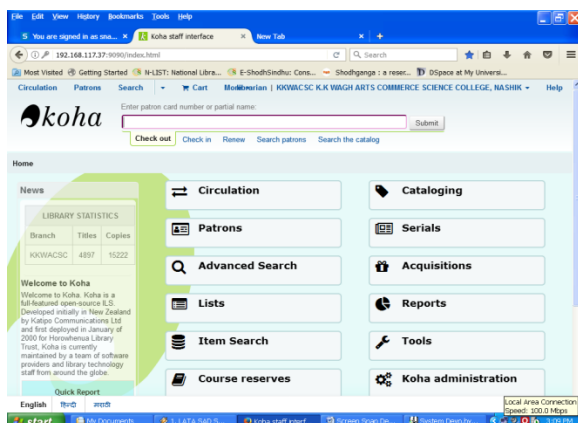 File Edit View History Bookmarks Tools Help
You are signed in as sna... × Koha staff interface × New Tab × +
192.168.117.37:9090/index.html Search
Most Visited Getting Started N-LIST: National Libra... E-ShodhSindhu: Cons... Shodhganga : a reser... DSpace at My Universi...
Circulation Patrons Search Cart | KKWACSC K.K WAGH ARTS COMMERCE SCIENCE COLLEGE, NASHIK Help
koha
Enter patron card number or partial name:
Submit
Check out Check in Renew Search patrons Search the catalog
Home
News
LIBRARY STATISTICS
Branch Titles Copies
KKWACSC 4897 15222
Welcome to Koha
Welcome to Koha. Koha is a
full-featured open-source ILS.
Developed initially in New Zealand
by Katipo Communications Ltd
and first deployed in January of
2000 for Horowhenua Library
Trust, Koha is currently
maintained by a team of software
providers and library technology
staff from around the globe.
Quick Report
Circulation
Patrons
Advanced Search
Lists
Item Search
Course reserves
Cataloging
Serials
Acquisitions
Reports
Tools
Koha administration
English हिन्दी मराठी
Local Area Connection
Speed: 100.0 Mbps
start My Documents Koha staff interf... 3:09 PM